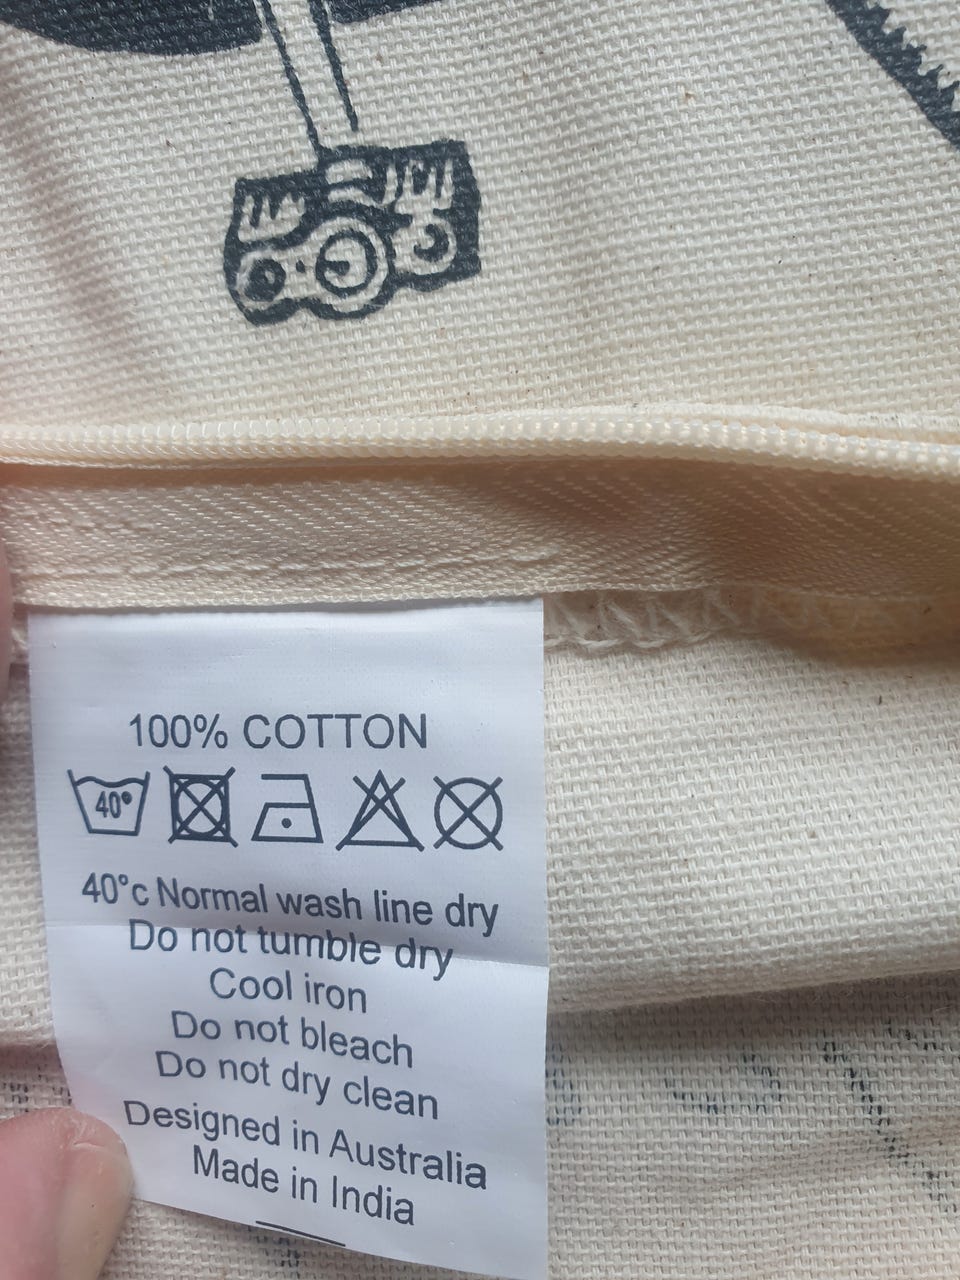 100% COTTON
40°
40°c Normal wash line dry
Do not tumble dry
Cool iron
Do not bleach
Do not dry clean
Designed in Australia
Made in India